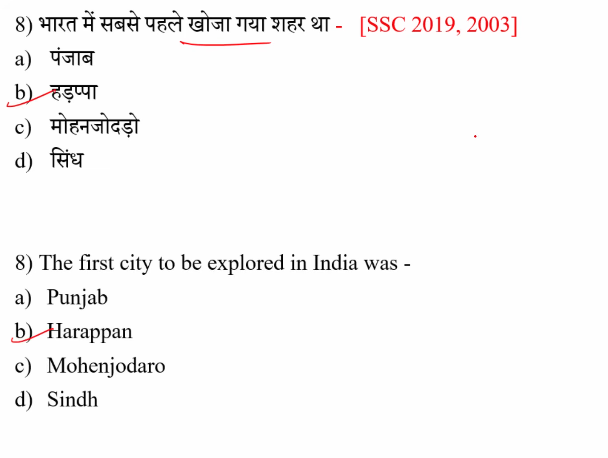 8) भारत में सबसे पहले खोजा गया शहर था - [SSC 2019, 2003]
a) पंजाब
b) हड़प्पा
c) मोहनजोदड़ो
d) सिंध
8) The first city to be explored in India was -
a) Punjab
b) Harappan
c) Mohenjodaro
d) Sindh